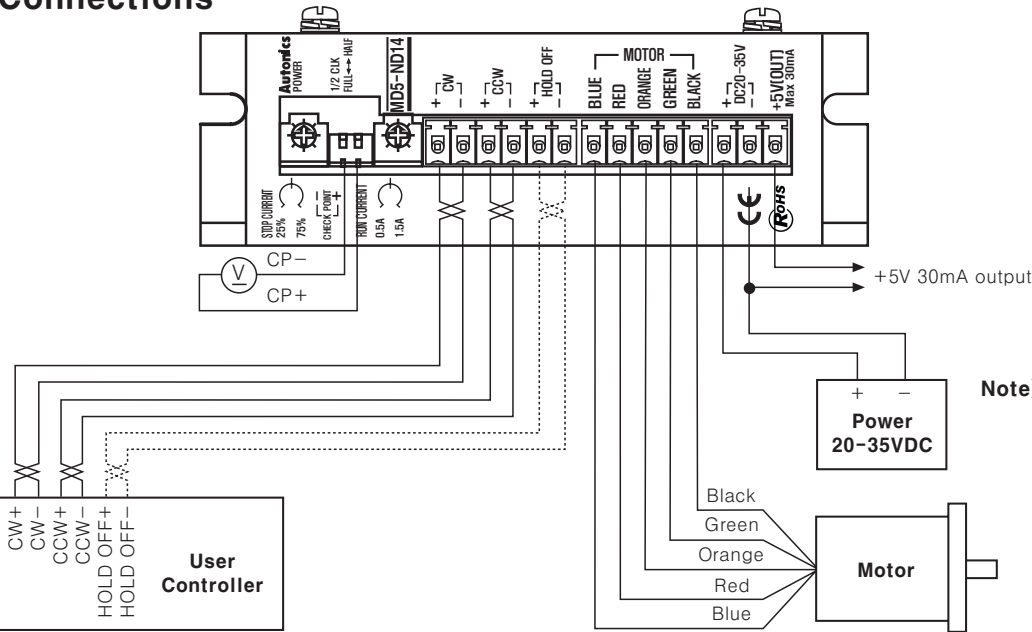 Connections
Autonics
POWER
1/2 CLK
FULL↔HALF
MD5-ND14
+ CW -
+ CCW -
+ HOLD OFF -
MOTOR
BLUE
RED
ORANGE
GREEN
BLACK
+ DC20-35V -
+5V(OUT)
Max 30mA
STOP CURRENT
25%
75%
CHECK POINT
- +
RUN CURRENT
0.5A
1.5A
CE
RoHS
V
CP-
CP+
+5V 30mA output
+ -
Power
20-35VDC
Note
CW+
CW-
CCW+
CCW-
HOLD OFF+
HOLD OFF-
User
Controller
Black
Green
Orange
Red
Blue
Motor